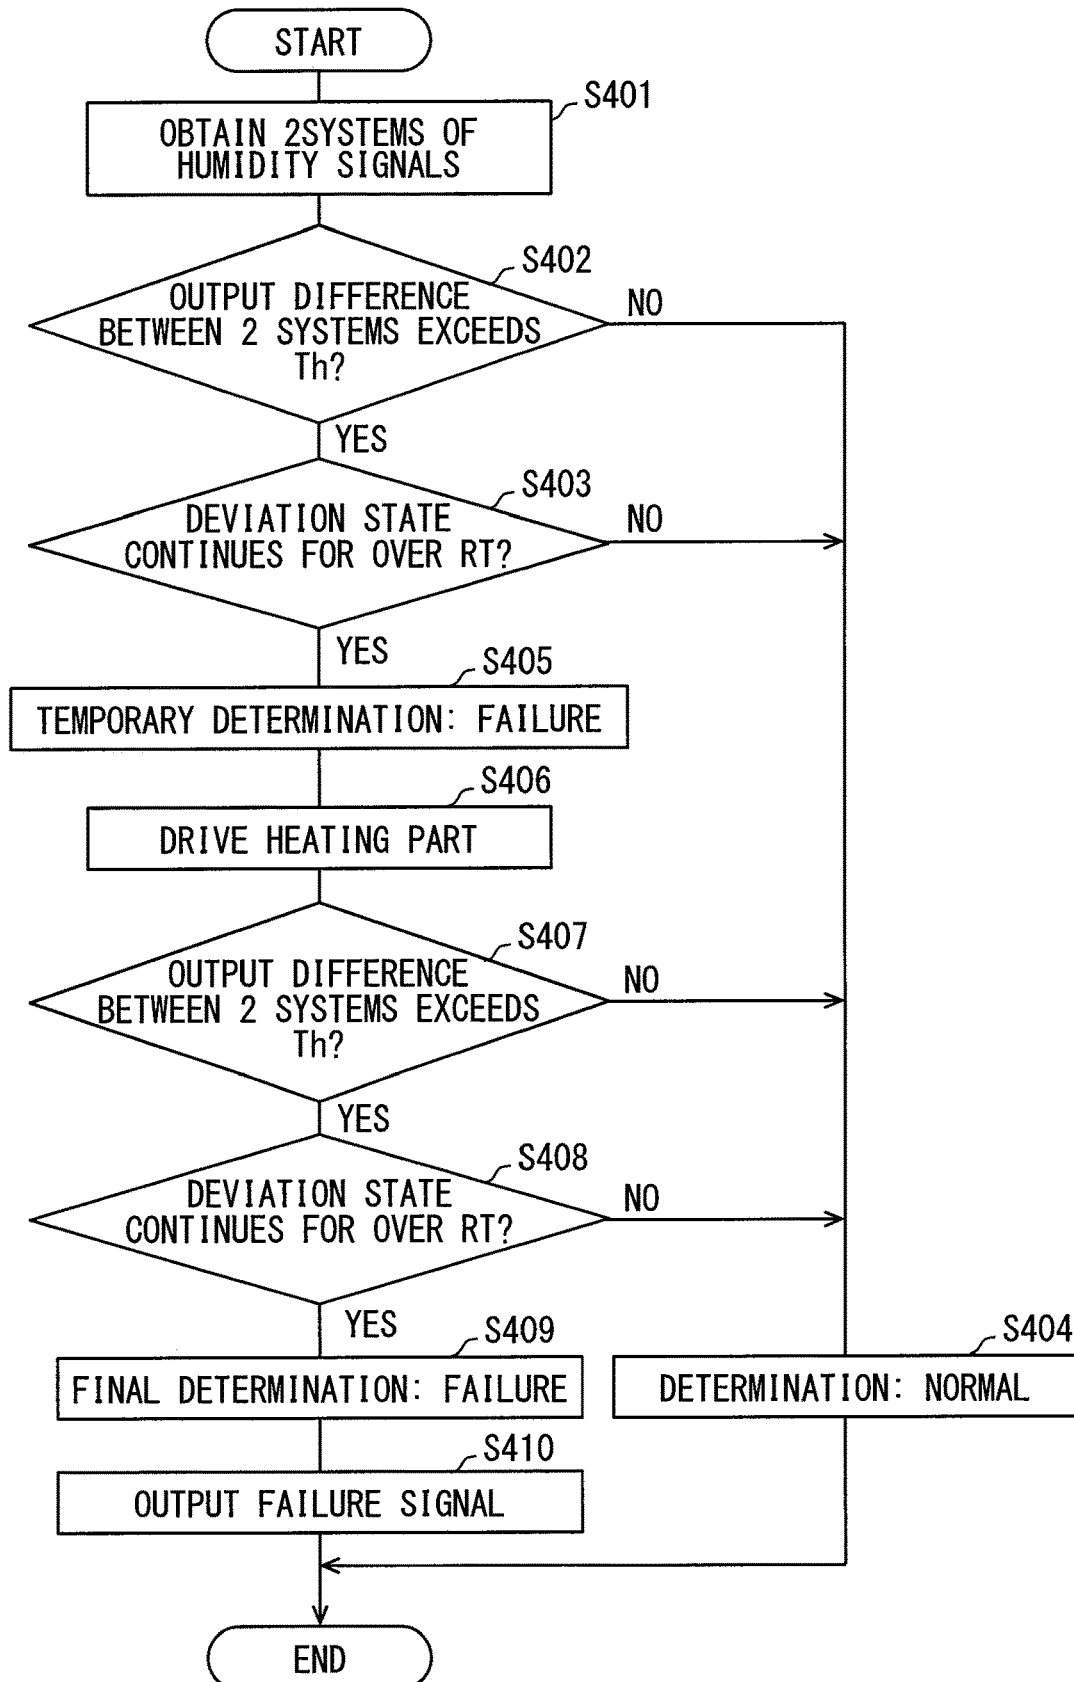 START
S401
OBTAIN 2SYSTEMS OF
HUMIDITY SIGNALS
S402
OUTPUT DIFFERENCE
BETWEEN 2 SYSTEMS EXCEEDS
Th?
NO
YES
S403
DEVIATION STATE
CONTINUES FOR OVER RT?
NO
YES
S405
TEMPORARY DETERMINATION: FAILURE
S406
DRIVE HEATING PART
S407
OUTPUT DIFFERENCE
BETWEEN 2 SYSTEMS EXCEEDS
Th?
NO
YES
S408
DEVIATION STATE
CONTINUES FOR OVER RT?
NO
YES
S409
FINAL DETERMINATION: FAILURE
S404
DETERMINATION: NORMAL
S410
OUTPUT FAILURE SIGNAL
END